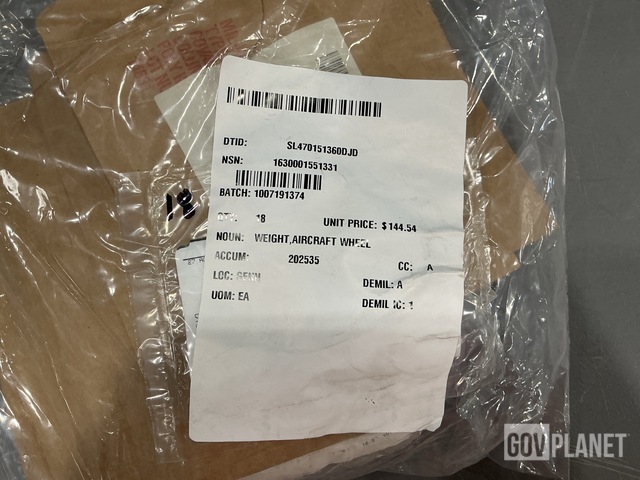 DTID: SL470151360DJD
NSN: 1630001551331
BATCH: 1007191374
QTY: 18 UNIT PRICE: $144.54
NOUN: WEIGHT,AIRCRAFT WHEEL
ACCUM: 202535 CC: A
LOC: DEMIL: A
UOM: EA DEMIL IC: 1
18
GOVPLANET